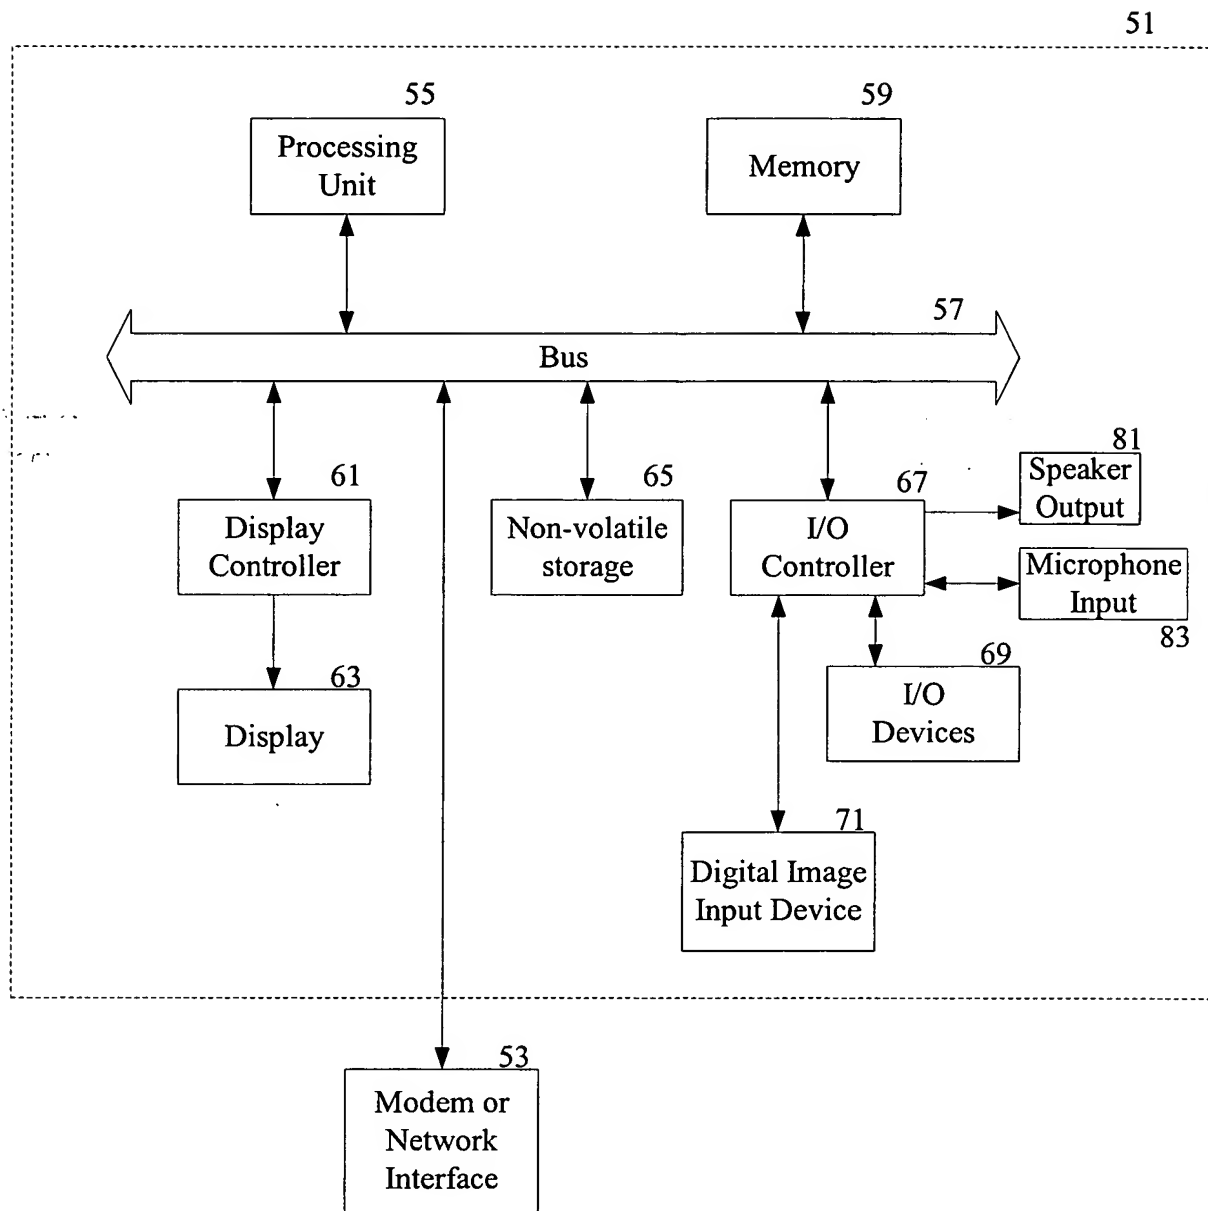 51
55
Processing
Unit
59
Memory
57
Bus
61
Display
Controller
65
Non-volatile
storage
67
I/O
Controller
81
Speaker
Output
Microphone
Input
83
63
Display
69
I/O
Devices
71
Digital Image
Input Device
53
Modem or
Network
Interface